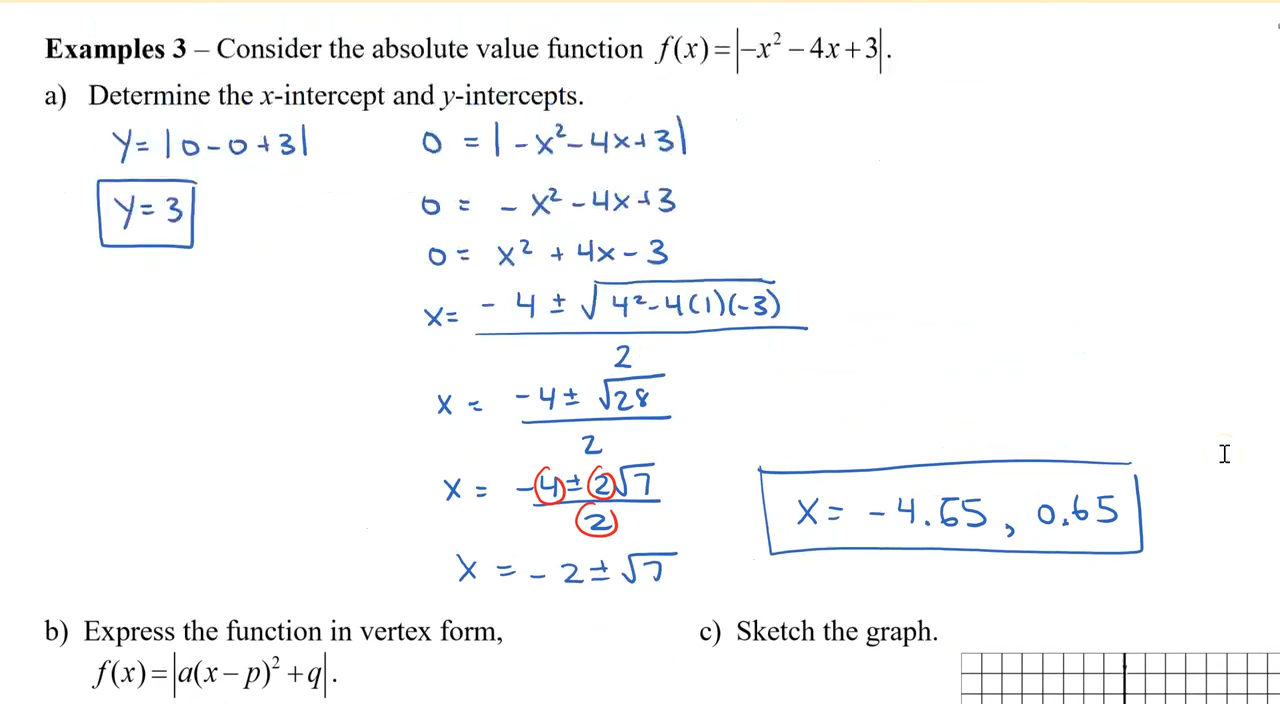 Examples 3 – Consider the absolute value function f(x)=|−x²−4x+3|.
a) Determine the x-intercept and y-intercepts.
y=|0−0+3|
y=3
0=|−x²−4x+3|
0=−x²−4x+3
0=x²+4x−3
x=(−4±√(4²−4(1)(−3)))/2
x=(−4±√28)/2
x=(−4±2√7)/2
x=−2±√7
x=−4.65, 0.65
b) Express the function in vertex form,
f(x)=|a(x−p)²+q|.
c) Sketch the graph.